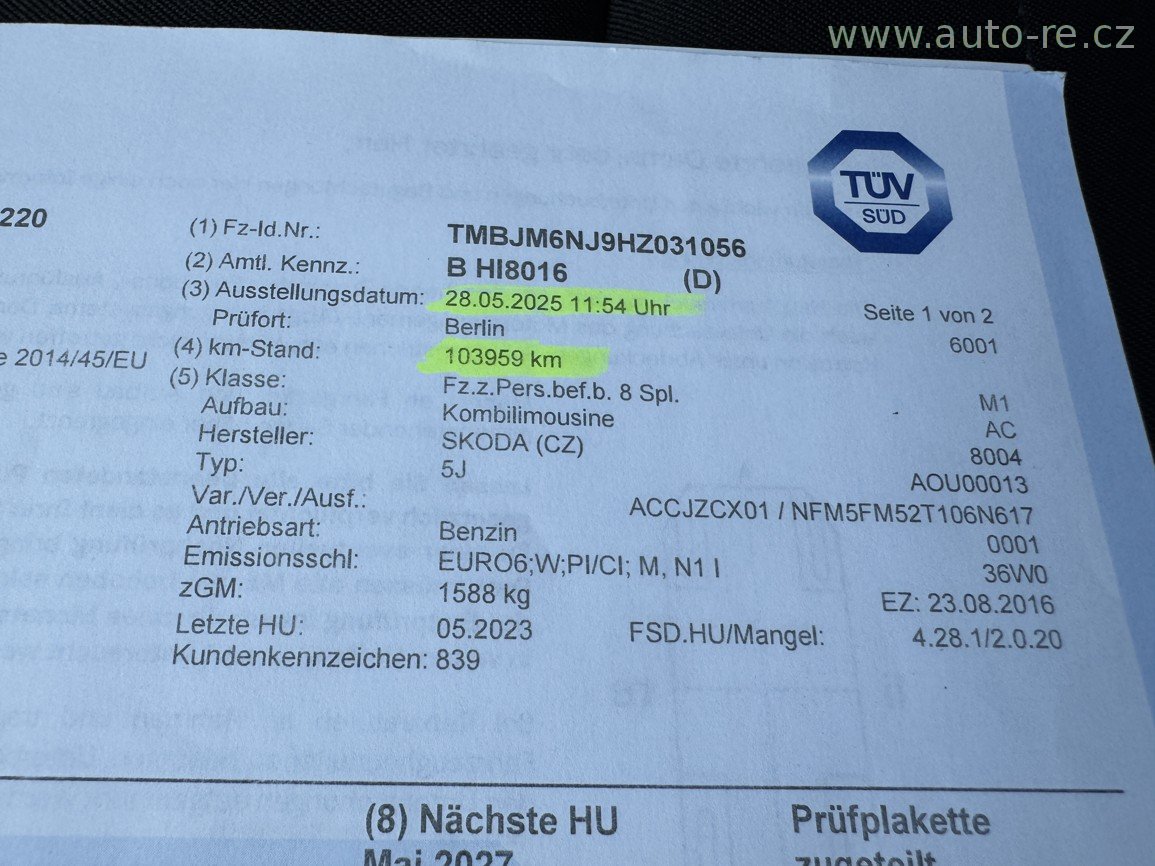 www.auto-re.cz
TÜV
SÜD
220
(1) Fz-Id.Nr.: TMBJM6NJ9HZ031056
(2) Amtl. Kennz.: B HI8016 (D)
(3) Ausstellungsdatum: 28.05.2025 11:54 Uhr Seite 1 von 2
Prüfort: Berlin 6001
e 2014/45/EU (4) km-Stand: 103959 km
(5) Klasse: Fz.z.Pers.bef.b. 8 Spl. M1
Aufbau: Kombilimousine AC
Hersteller: SKODA (CZ) 8004
Typ: 5J AOU00013
Var./Ver./Ausf.: ACCJZCX01 / NFM5FM52T106N617
Antriebsart: Benzin 0001
Emissionsschl: EURO6;W;PI/CI; M, N1 I 36W0
zGM: 1588 kg EZ: 23.08.2016
Letzte HU: 05.2023 FSD.HU/Mangel: 4.28.1/2.0.20
Kundenkennzeichen: 839
(8) Nächste HU Prüfplakette
Mai 2027 zugeteilt